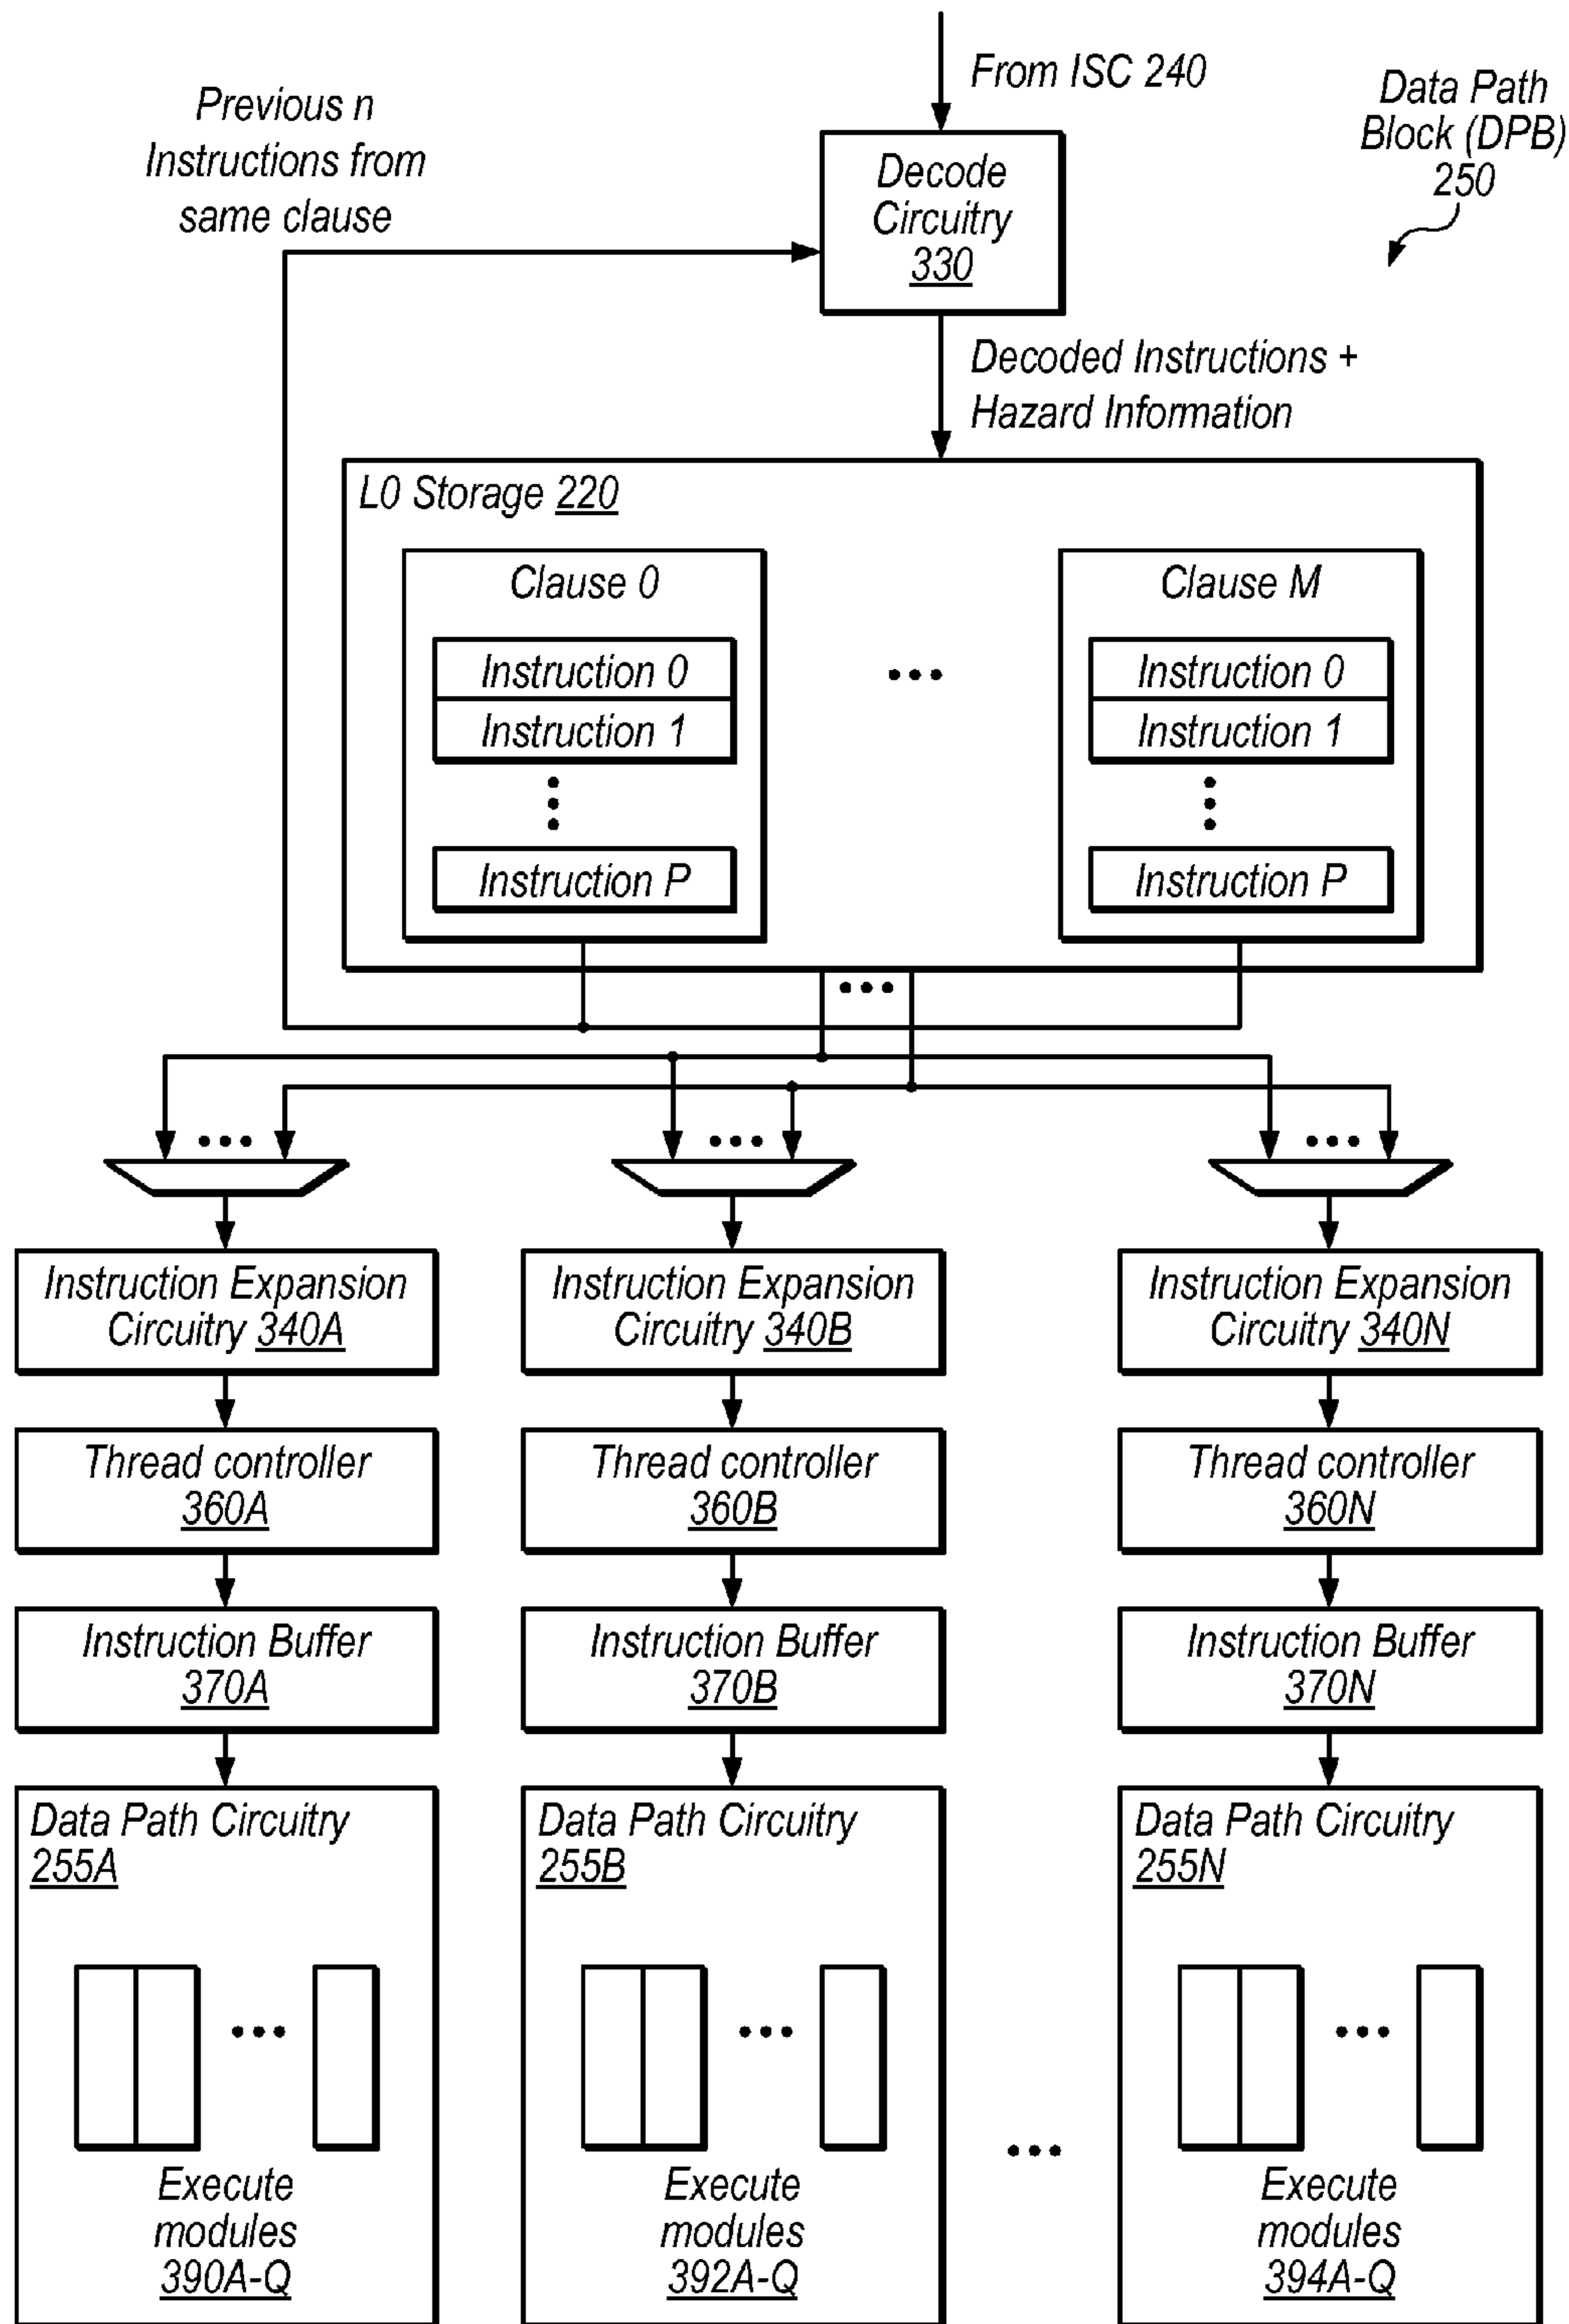 From ISC 240
Data Path
Block (DPB)
250
Previous n
Instructions from
same clause
Decode
Circuitry
330
Decoded Instructions +
Hazard Information
L0 Storage 220
Clause 0
Instruction 0
Instruction 1
Instruction P
Clause M
Instruction 0
Instruction 1
Instruction P
Instruction Expansion
Circuitry 340A
Instruction Expansion
Circuitry 340B
Instruction Expansion
Circuitry 340N
Thread controller
360A
Thread controller
360B
Thread controller
360N
Instruction Buffer
370A
Instruction Buffer
370B
Instruction Buffer
370N
Data Path Circuitry
255A
Execute
modules
390A-Q
Data Path Circuitry
255B
Execute
modules
392A-Q
Data Path Circuitry
255N
Execute
modules
394A-Q